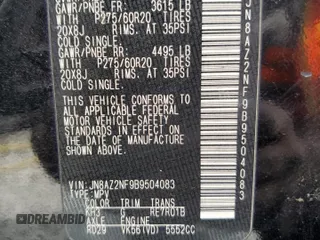 GAWR/PNBE FR: 3615 LB
P275/60R20 TIRES
20X8J RIMS, AT 35PSI
COLD SINGLE.
GAWR/PNBE RR: 4495 LB
P275/60R20 TIRES
20X8J RIMS, AT 35PSI
COLD SINGLE.
THIS VEHICLE CONFORMS TO ALL
APPLICABLE FEDERAL
MOTOR VEHICLE SAFETY
STANDARDS IN EFFECT ON THE
DATE OF MANUFACTURE SHOWN
ABOVE.
VIN: JN8AZ2NF9B9504083
TYPE: MPV
COLOR TRIM TRANS
KH3 G RE7R01B
RD29 VK56(VD) 5552CC
JN8AZ2NF9B9504083
DREAMBID